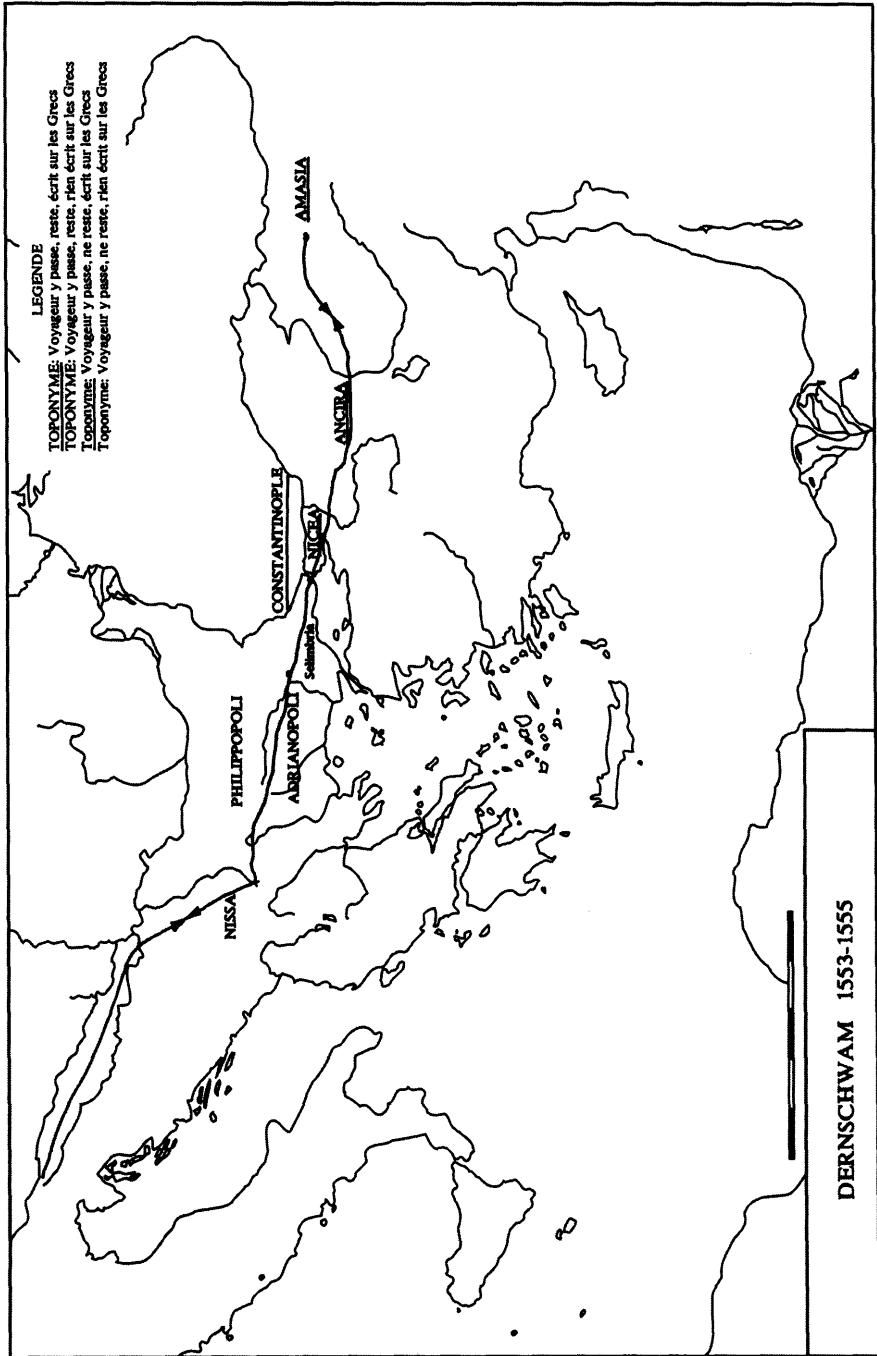 LEGENDE
TOPONYME: Voyageur y passe, reste, écrit sur les Grecs
TOPONYME: Voyageur y passe, reste, rien écrit sur les Grecs
Toponyme: Voyageur y passe, ne reste, écrit sur les Grecs
Toponyme: Voyageur y passe, ne reste, rien écrit sur les Grecs
NISSA
PHILIPPOPOLI
ADRIANOPOLI
Selimbria
CONSTANTINOPLE
NICEA
ANCIRA
AMASIA
DERNSCHWAM 1553-1555